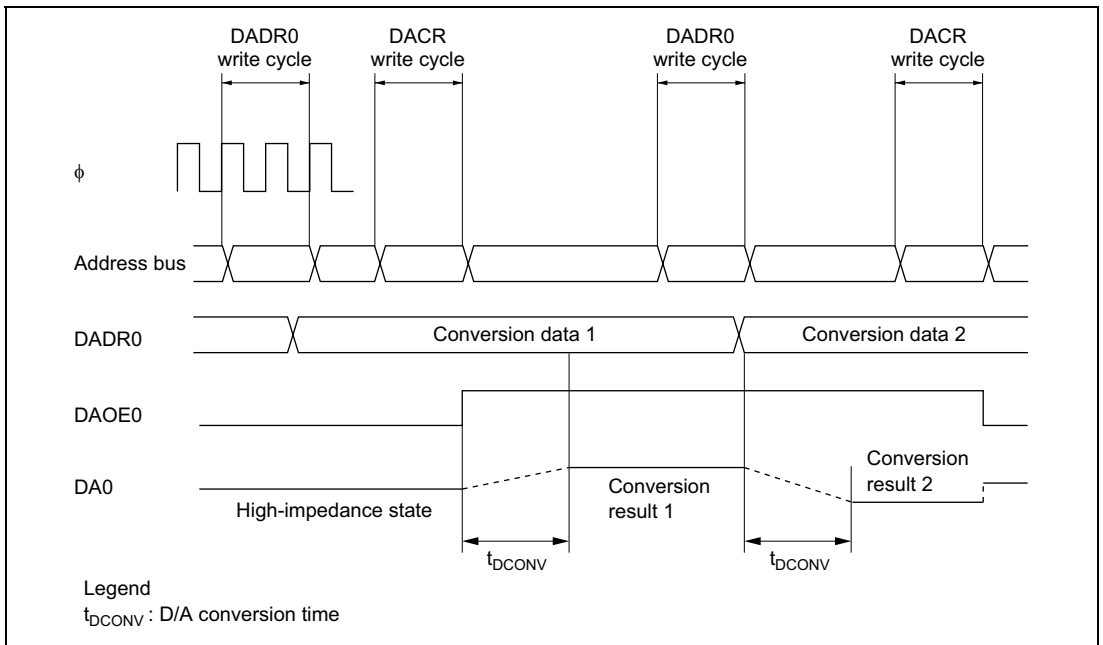 DADR0
write cycle
DACR
write cycle
DADR0
write cycle
DACR
write cycle
ϕ
Address bus
DADR0
Conversion data 1
Conversion data 2
DAOE0
DA0
High-impedance state
Conversion
result 1
Conversion
result 2
tDCONV
tDCONV
Legend
tDCONV : D/A conversion time